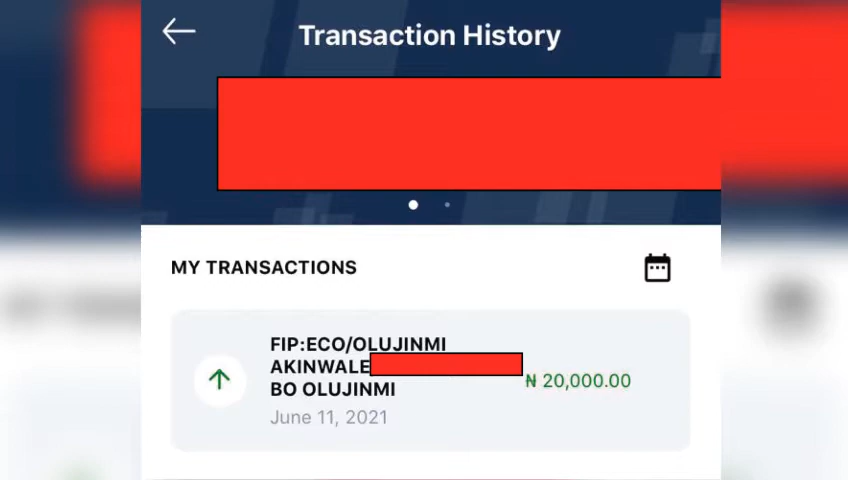 Transaction History
MY TRANSACTIONS
FIP:ECO/OLUJINMI
AKINWALE
BO OLUJINMI
₦ 20,000.00
June 11, 2021